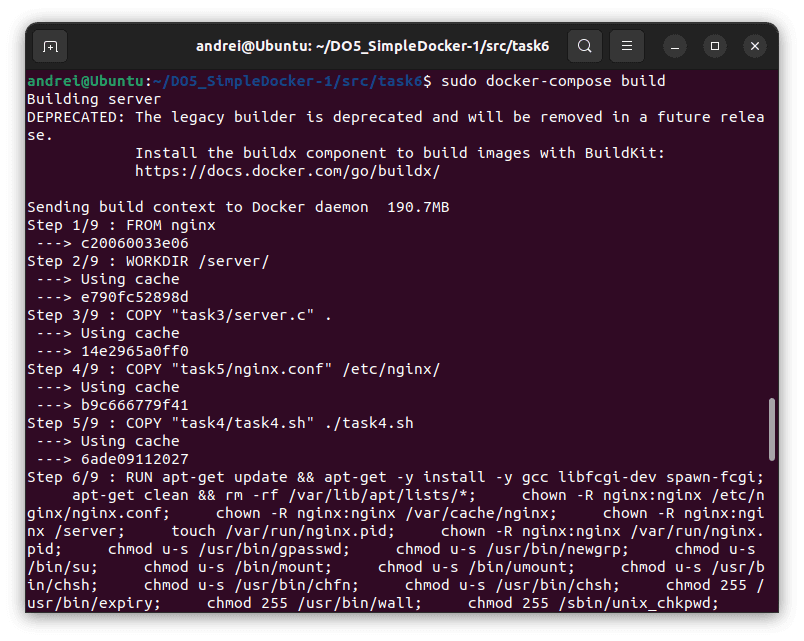 andrei@Ubuntu: ~/DO5_SimpleDocker-1/src/task6
andrei@Ubuntu:~/DO5_SimpleDocker-1/src/task6$ sudo docker-compose build
Building server
DEPRECATED: The legacy builder is deprecated and will be removed in a future relea
se.
            Install the buildx component to build images with BuildKit:
            https://docs.docker.com/go/buildx/
Sending build context to Docker daemon  190.7MB
Step 1/9 : FROM nginx
 ---> c20060033e06
Step 2/9 : WORKDIR /server/
 ---> Using cache
 ---> e790fc52898d
Step 3/9 : COPY "task3/server.c" .
 ---> Using cache
 ---> 14e2965a0ff0
Step 4/9 : COPY "task5/nginx.conf" /etc/nginx/
 ---> Using cache
 ---> b9c666779f41
Step 5/9 : COPY "task4/task4.sh" ./task4.sh
 ---> Using cache
 ---> 6ade09112027
Step 6/9 : RUN apt-get update && apt-get -y install -y gcc libfcgi-dev spawn-fcgi;
     apt-get clean && rm -rf /var/lib/apt/lists/*;     chown -R nginx:nginx /etc/n
ginx/nginx.conf;     chown -R nginx:nginx /var/cache/nginx;     chown -R nginx:ngi
nx /server;     touch /var/run/nginx.pid;     chown -R nginx:nginx /var/run/nginx.
pid;     chmod u-s /usr/bin/gpasswd;     chmod u-s /usr/bin/newgrp;     chmod u-s
/bin/su;     chmod u-s /bin/mount;     chmod u-s /bin/umount;     chmod u-s /usr/b
in/chsh;     chmod u-s /usr/bin/chfn;     chmod u-s /usr/bin/chsh;     chmod 255 /
usr/bin/expiry;     chmod 255 /usr/bin/wall;     chmod 255 /sbin/unix_chkpwd;